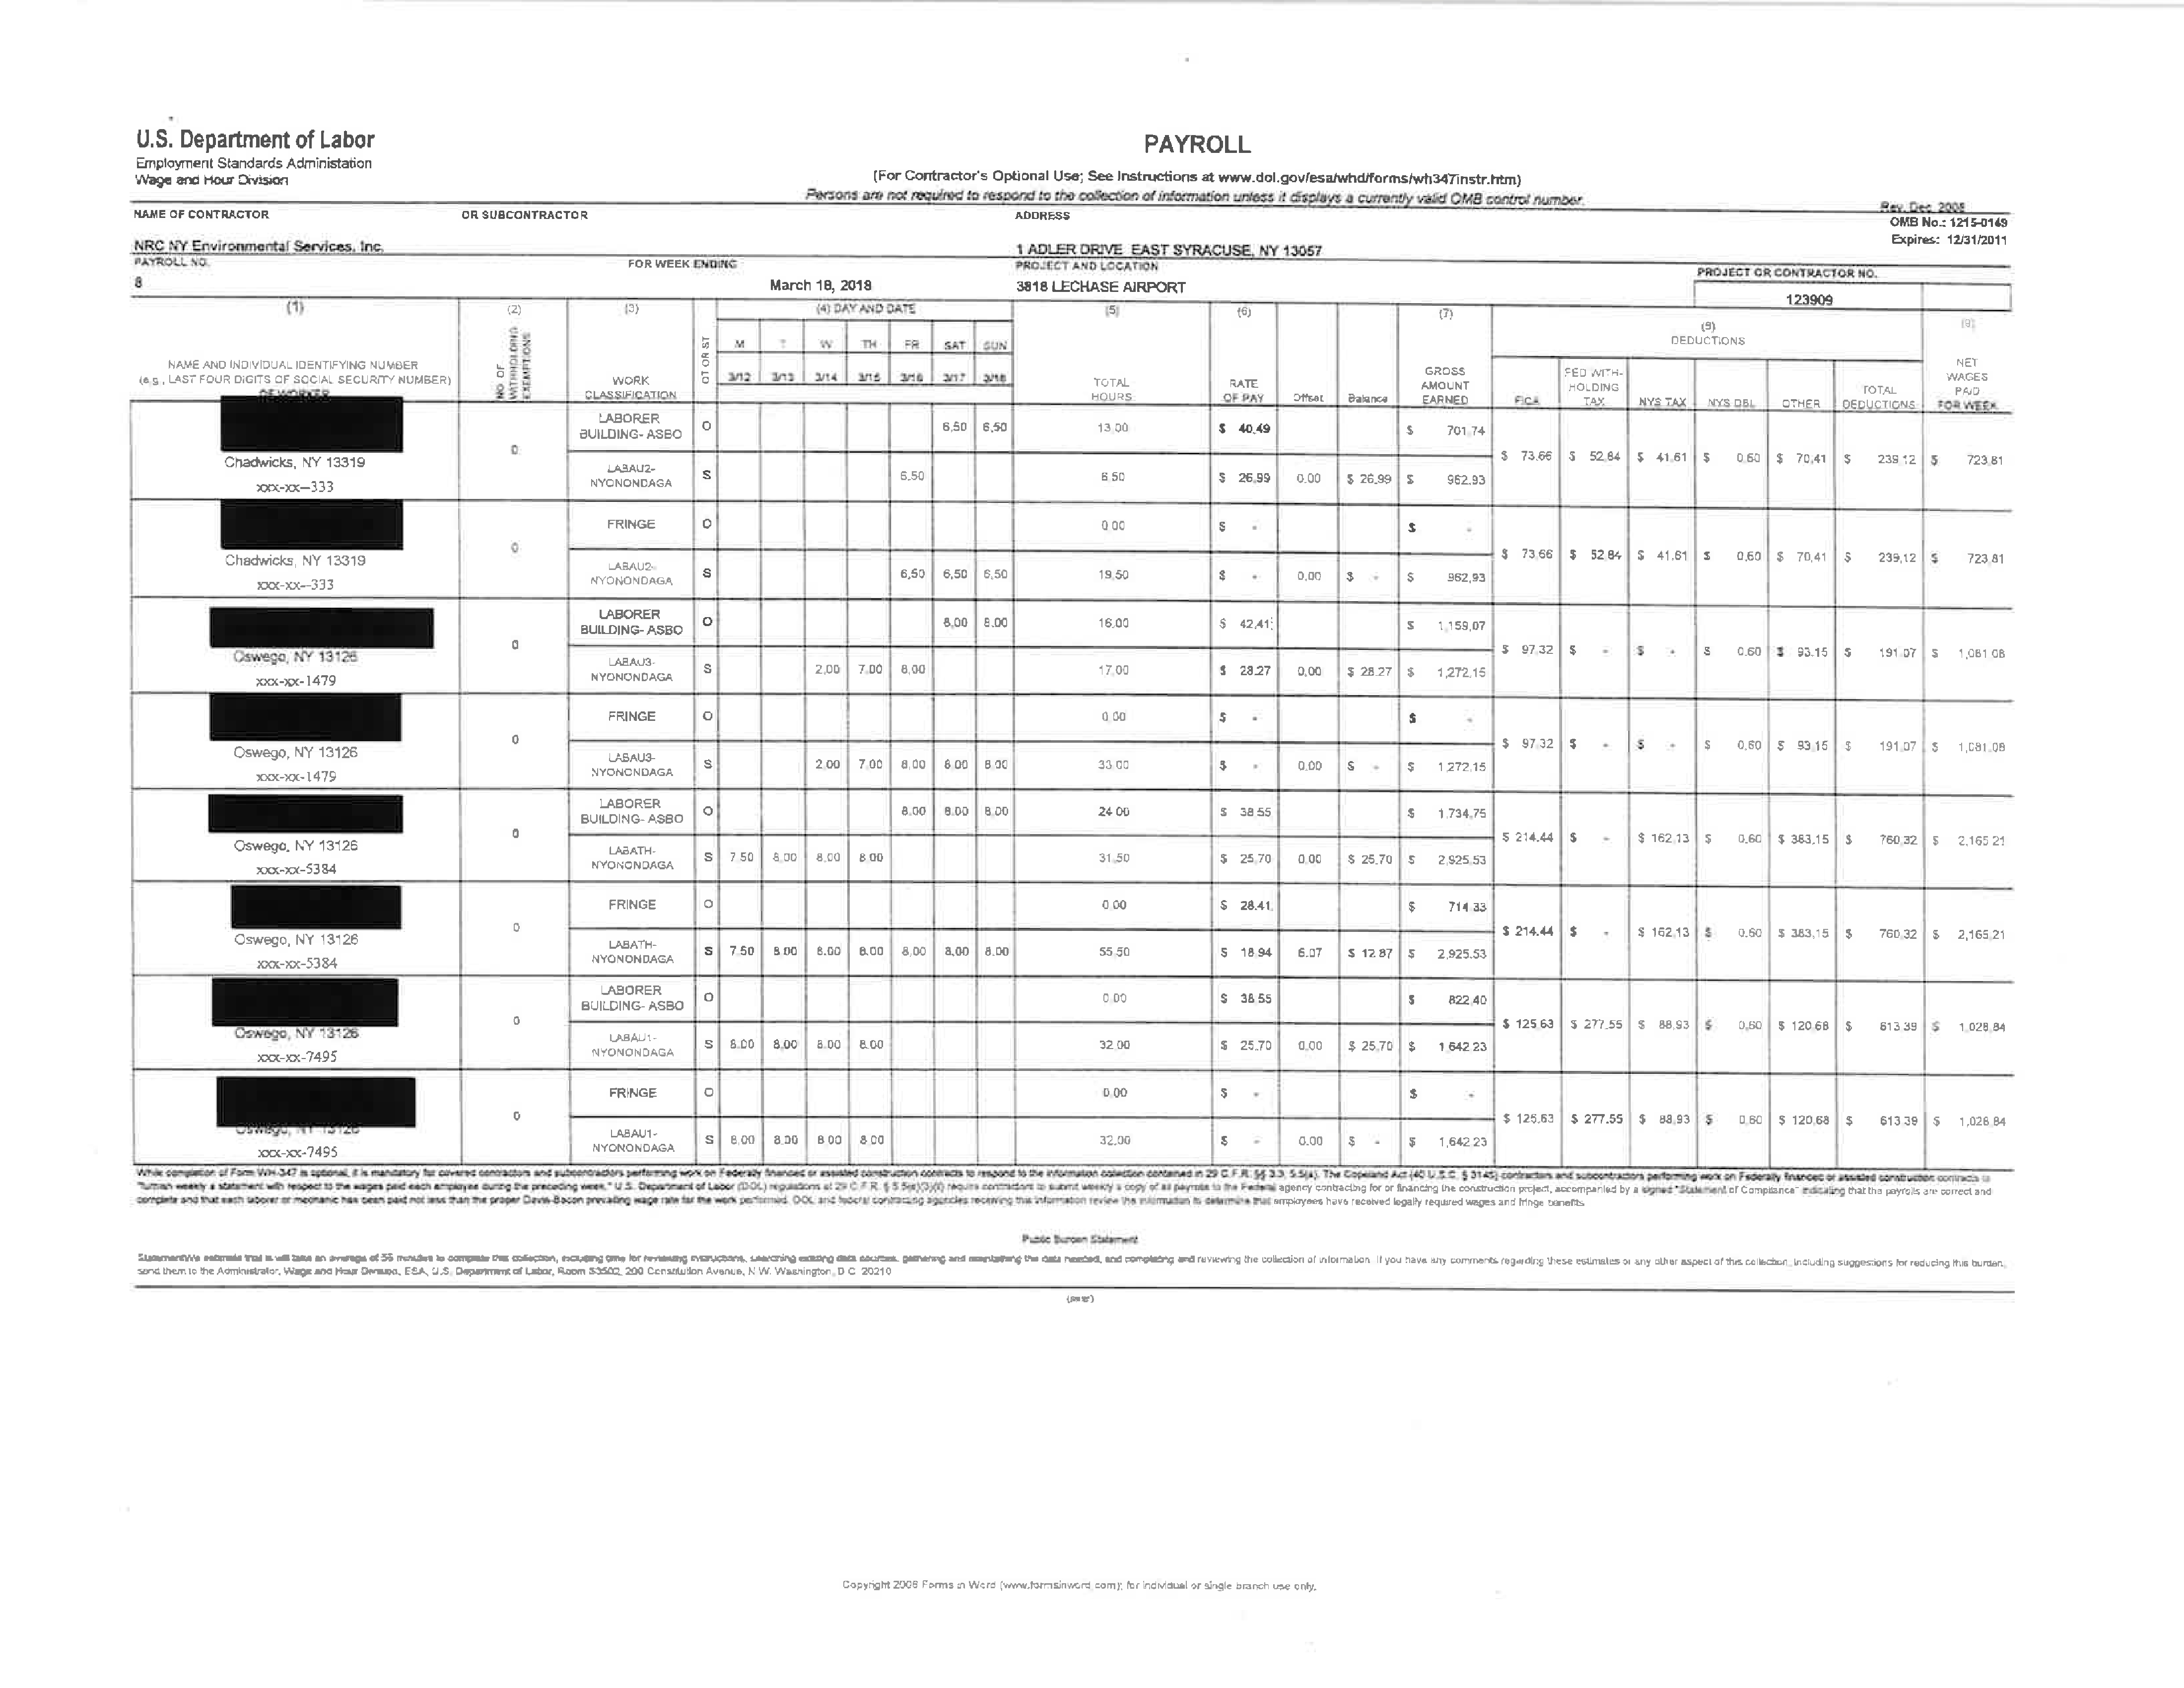 U.S. Department of Labor
Employment Standards Administation
Wage and Hour Division
PAYROLL
(For Contractor's Optional Use; See Instructions at www.dol.gov/esa/whd/forms/wh347instr.htm)
Persons are not required to respond to the collection of information unless it displays a currently valid OMB control number.
Rev. Dec. 2008
OMB No.: 1215-0149
Expires: 12/31/2011
NAME OF CONTRACTOR OR SUBCONTRACTOR ADDRESS
NRC NY Environmental Services, Inc. 1 ADLER DRIVE EAST SYRACUSE, NY 13057
PAYROLL NO. FOR WEEK ENDING PROJECT AND LOCATION PROJECT OR CONTRACTOR NO.
8 March 18, 2018 3818 LECHASE AIRPORT 123909
(1) (2) (3) (4) DAY AND DATE (5) (6) (7) (8) (9)
NAME AND INDIVIDUAL IDENTIFYING NUMBER
(e.g., LAST FOUR DIGITS OF SOCIAL SECURITY NUMBER)
OF WORKER
NO OF WITHHOLDING EXEMPTIONS
WORK CLASSIFICATION
OT OR ST
M T W TH FR SAT SUN
3/12 3/13 3/14 3/15 3/16 3/17 3/18
TOTAL HOURS
RATE OF PAY
Offset Balance
GROSS AMOUNT EARNED
DEDUCTIONS
FICA FED WITH-HOLDING TAX NYS TAX NYS DBL OTHER TOTAL DEDUCTIONS
NET WAGES PAID FOR WEEK
LABORER BUILDING- ASBO O 6.50 6.50 13.00 $ 40.49 $ 701.74
Chadwicks, NY 13319 0 $ 73.66 $ 52.84 $ 41.61 $ 0.60 $ 70.41 $ 239.12 $ 723.81
xxx-xx--333 LABAU2-NYONONDAGA S 6.50 6.50 $ 26.99 0.00 $ 26.99 $ 962.93
FRINGE O 0.00 $ - $ -
Chadwicks, NY 13319 0 $ 73.66 $ 52.84 $ 41.61 $ 0.60 $ 70.41 $ 239.12 $ 723.81
xxx-xx--333 LABAU2-NYONONDAGA S 6.50 6.50 6.50 19.50 $ - 0.00 $ - $ 962.93
LABORER BUILDING- ASBO O 8.00 8.00 16.00 $ 42.41 $ 1,159.07
Oswego, NY 13126 0 $ 97.32 $ - $ - $ 0.60 $ 93.15 $ 191.07 $ 1,081.08
xxx-xx-1479 LABAU3-NYONONDAGA S 2.00 7.00 8.00 17.00 $ 28.27 0.00 $ 28.27 $ 1,272.15
FRINGE O 0.00 $ - $ -
Oswego, NY 13126 0 $ 97.32 $ - $ - $ 0.60 $ 93.15 $ 191.07 $ 1,081.08
xxx-xx-1479 LABAU3-NYONONDAGA S 2.00 7.00 8.00 8.00 8.00 33.00 $ - 0.00 $ - $ 1,272.15
LABORER BUILDING- ASBO O 8.00 8.00 8.00 24.00 $ 38.55 $ 1,734.75
Oswego, NY 13126 0 $ 214.44 $ - $ 162.13 $ 0.60 $ 383.15 $ 760.32 $ 2,165.21
xxx-xx-5384 LABATH-NYONONDAGA S 7.50 8.00 8.00 8.00 31.50 $ 25.70 0.00 $ 25.70 $ 2,925.53
FRINGE O 0.00 $ 28.41 $ 714.33
Oswego, NY 13126 0 $ 214.44 $ - $ 162.13 $ 0.60 $ 383.15 $ 760.32 $ 2,165.21
xxx-xx-5384 LABATH-NYONONDAGA S 7.50 8.00 8.00 8.00 8.00 8.00 8.00 55.50 $ 18.94 6.07 $ 12.87 $ 2,925.53
LABORER BUILDING- ASBO O 0.00 $ 38.55 $ 822.40
Oswego, NY 13126 0 $ 125.63 $ 277.55 $ 88.93 $ 0.60 $ 120.68 $ 613.39 $ 1,028.84
xxx-xx-7495 LABAU1-NYONONDAGA S 8.00 8.00 8.00 8.00 32.00 $ 25.70 0.00 $ 25.70 $ 1,642.23
FRINGE O 0.00 $ - $ -
Oswego, NY 13126 0 $ 125.63 $ 277.55 $ 88.93 $ 0.60 $ 120.68 $ 613.39 $ 1,028.84
xxx-xx-7495 LABAU1-NYONONDAGA S 8.00 8.00 8.00 8.00 32.00 $ - 0.00 $ - $ 1,642.23
While completion of Form WH-347 is optional, it is mandatory for covered contractors and subcontractors performing work on Federally financed or assisted construction contracts to respond to the information collection contained in 29 C.F.R. §§ 3.3, 5.5(a). The Copeland Act (40 U.S.C. § 3145) contractors and subcontractors performing work on Federally financed or assisted construction contracts to
"furnish weekly a statement with respect to the wages paid each employee during the preceding week." U.S. Department of Labor (DOL) regulations at 29 C.F.R. § 5.5(a)(3)(ii) require contractors to submit weekly a copy of all payrolls to the Federal agency contracting for or financing the construction project, accompanied by a signed "Statement of Compliance" indicating that the payrolls are correct and
complete and that each laborer or mechanic has been paid not less than the proper Davis-Bacon prevailing wage rate for the work performed. DOL and federal contracting agencies receiving this information review the information to determine that employees have received legally required wages and fringe benefits.
Public Burden Statement
StatementWe estimate that is will take an average of 55 minutes to complete this collection, including time for reviewing instructions, searching existing data sources, gathering and maintaining the data needed, and completing and reviewing the collection of information. If you have any comments regarding these estimates or any other aspect of this collection, including suggestions for reducing this burden,
send them to the Administrator, Wage and Hour Division, ESA, U.S. Department of Labor, Room S3502, 200 Constitution Avenue, N.W. Washington, D.C. 20210
(over)
Copyright 2008 Forms in Word (www.formsinword.com); for individual or single branch use only.